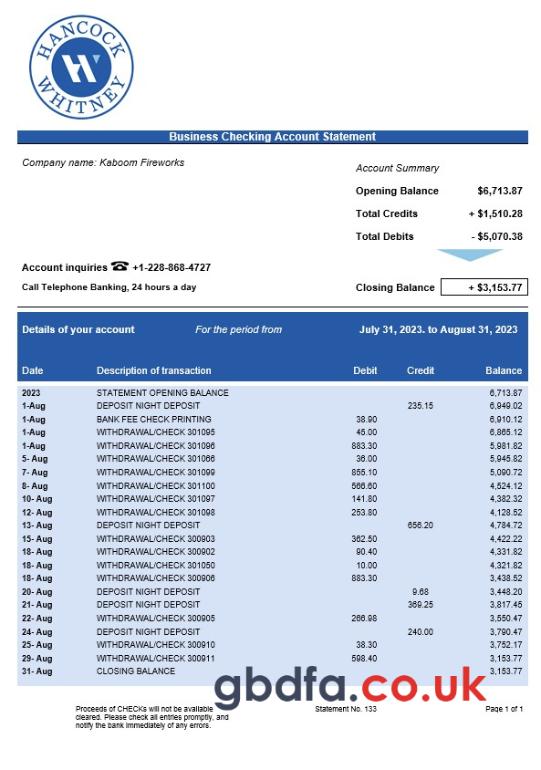 HANCOCK
WHITNEY
Business Checking Account Statement
Company name: Kaboom Fireworks
Account Summary
Opening Balance $6,713.87
Total Credits + $1,510.28
Total Debits - $5,070.38
Account inquiries ☎ +1-228-868-4727
Call Telephone Banking, 24 hours a day
Closing Balance + $3,153.77
Details of your account For the period from July 31, 2023. to August 31, 2023
Date Description of transaction Debit Credit Balance
2023 STATEMENT OPENING BALANCE 6,713.87
1-Aug DEPOSIT NIGHT DEPOSIT 235.15 6,949.02
1-Aug BANK FEE CHECK PRINTING 38.90 6,910.12
1-Aug WITHDRAWAL/CHECK 301095 45.00 6,865.12
1-Aug WITHDRAWAL/CHECK 301096 883.30 5,981.82
5- Aug WITHDRAWAL/CHECK 301066 36.00 5,945.82
7- Aug WITHDRAWAL/CHECK 301099 855.10 5,090.72
8- Aug WITHDRAWAL/CHECK 301100 566.60 4,524.12
10- Aug WITHDRAWAL/CHECK 301097 141.80 4,382.32
12- Aug WITHDRAWAL/CHECK 301098 253.80 4,128.52
13- Aug DEPOSIT NIGHT DEPOSIT 656.20 4,784.72
15- Aug WITHDRAWAL/CHECK 300903 362.50 4,422.22
18- Aug WITHDRAWAL/CHECK 300902 90.40 4,331.82
18- Aug WITHDRAWAL/CHECK 301050 10.00 4,321.82
18- Aug WITHDRAWAL/CHECK 300906 883.30 3,438.52
20- Aug DEPOSIT NIGHT DEPOSIT 9.68 3,448.20
21- Aug DEPOSIT NIGHT DEPOSIT 369.25 3,817.45
22- Aug WITHDRAWAL/CHECK 300905 266.98 3,550.47
24- Aug DEPOSIT NIGHT DEPOSIT 240.00 3,790.47
25- Aug WITHDRAWAL/CHECK 300910 38.30 3,752.17
29- Aug WITHDRAWAL/CHECK 300911 598.40 3,153.77
31- Aug CLOSING BALANCE 3,153.77
gbdfa.co.uk
Proceeds of CHECKs will not be available Statement No. 133 Page 1 of 1
cleared. Please check all entries promptly, and
notify the bank immediately of any errors.